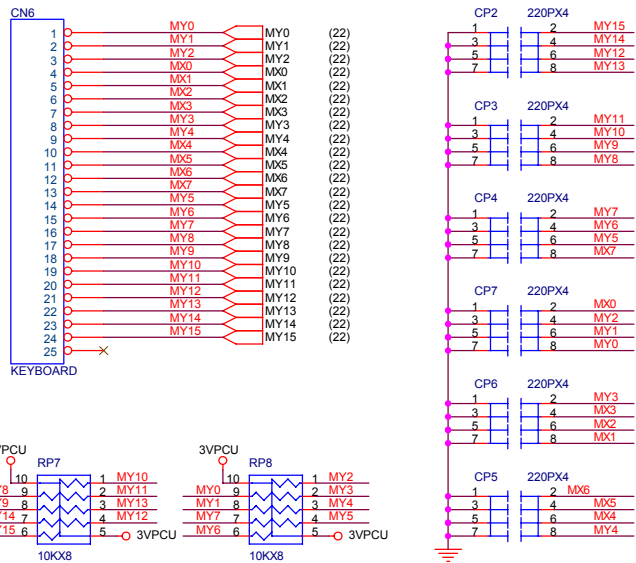 CN6
1 MY0 MY0 (22)
2 MY1 MY1 (22)
3 MY2 MY2 (22)
4 MX0 MX0 (22)
5 MX1 MX1 (22)
6 MX2 MX2 (22)
7 MX3 MX3 (22)
8 MY3 MY3 (22)
9 MY4 MY4 (22)
10 MX4 MX4 (22)
11 MX5 MX5 (22)
12 MX6 MX6 (22)
13 MX7 MX7 (22)
14 MY5 MY5 (22)
15 MY6 MY6 (22)
16 MY7 MY7 (22)
17 MY8 MY8 (22)
18 MY9 MY9 (22)
19 MY10 MY10 (22)
20 MY11 MY11 (22)
21 MY12 MY12 (22)
22 MY13 MY13 (22)
23 MY14 MY14 (22)
24 MY15 MY15 (22)
25
KEYBOARD
CP2 220PX4
1 2 MY15
3 4 MY14
5 6 MY12
7 8 MY13
CP3 220PX4
1 2 MY11
3 4 MY10
5 6 MY9
7 8 MY8
CP4 220PX4
1 2 MY7
3 4 MY6
5 6 MY5
7 8 MX7
CP7 220PX4
1 2 MX0
3 4 MY2
5 6 MY1
7 8 MY0
CP6 220PX4
1 2 MY3
3 4 MX3
5 6 MX2
7 8 MX1
CP5 220PX4
1 2 MX6
3 4 MX5
5 6 MX4
7 8 MY4
VPCU
RP7
10 1 MY10
Y8 9 2 MY11
Y9 8 3 MY13
Y14 7 4 MY12
Y15 6 5 3VPCU
10KX8
3VPCU
RP8
10 1 MY2
MY0 9 2 MY3
MY1 8 3 MY4
MY7 7 4 MY5
MY6 6 5 3VPCU
10KX8